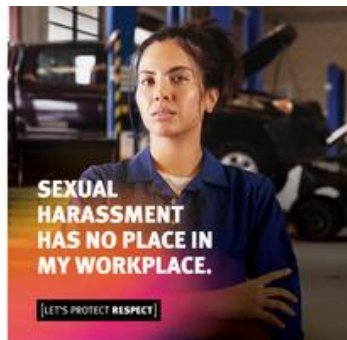 SEXUAL
HARASSMENT
HAS NO PLACE IN
MY WORKPLACE.
[LET'S PROTECT RESPECT]